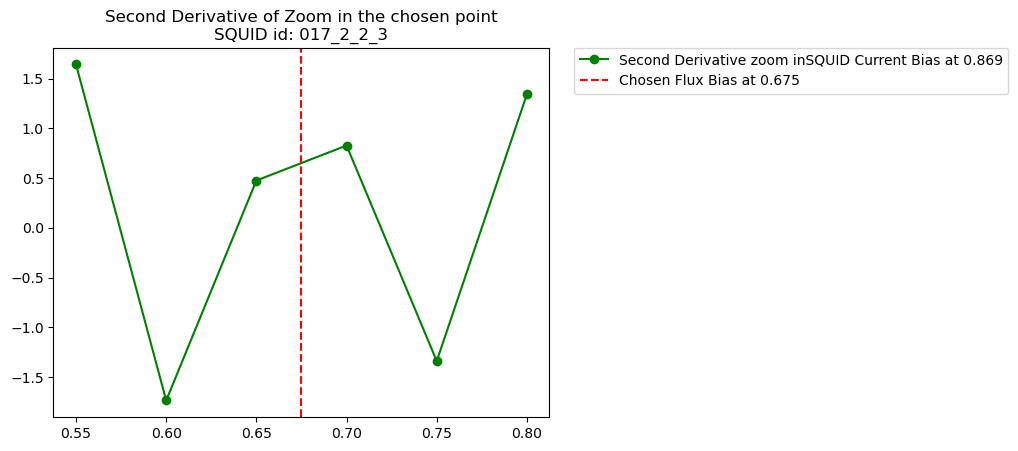 Second Derivative of Zoom in the chosen point
SQUID id: 017_2_2_3
Second Derivative zoom inSQUID Current Bias at 0.869
Chosen Flux Bias at 0.675
1.5
1.0
0.5
0.0
−0.5
−1.0
−1.5
0.55 0.60 0.65 0.70 0.75 0.80